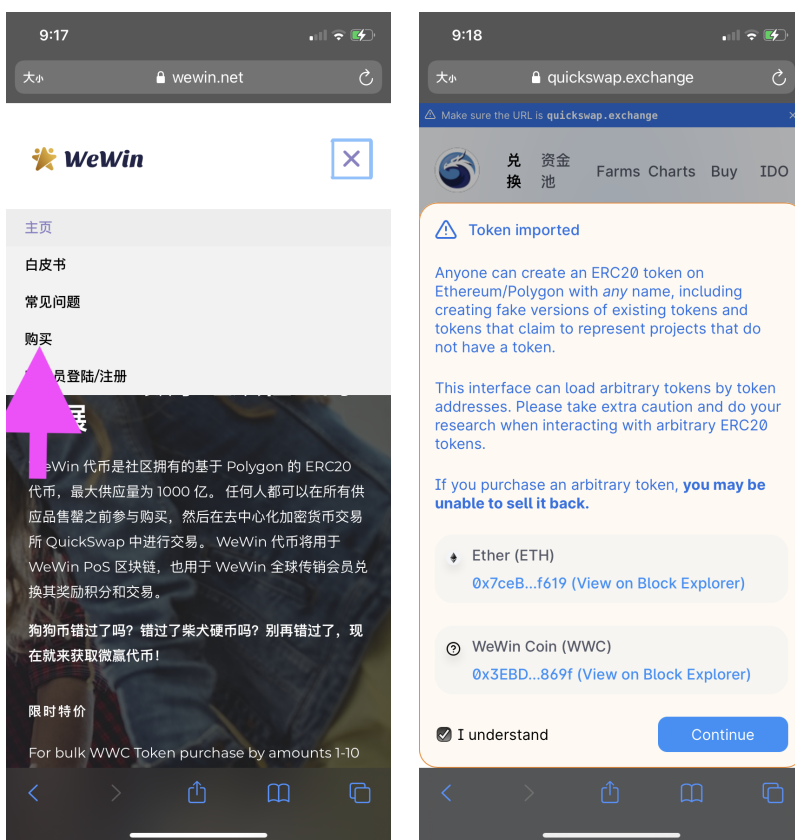 9:17
大小
wewin.net
WeWin
主页
白皮书
常见问题
购买
员登陆/注册
展
eWin 代币是社区拥有的基于 Polygon 的 ERC20
代币，最大供应量为 1000 亿。 任何人都可以在所有供
应品售罄之前参与购买，然后在去中心化加密货币交易
所 QuickSwap 中进行交易。 WeWin 代币将用于
WeWin PoS 区块链，也用于 WeWin 全球传销会员兑
换其奖励积分和交易。
狗狗币错过了吗？错过了柴犬硬币吗？别再错过了，现
在就来获取微赢代币！
限时特价
For bulk WWC Token purchase by amounts 1-10
9:18
大小
quickswap.exchange
Make sure the URL is quickswap.exchange
兑换
资金池
Farms Charts Buy IDO
Token imported
Anyone can create an ERC20 token on
Ethereum/Polygon with any name, including
creating fake versions of existing tokens and
tokens that claim to represent projects that do
not have a token.
This interface can load arbitrary tokens by token
addresses. Please take extra caution and do your
research when interacting with arbitrary ERC20
tokens.
If you purchase an arbitrary token, you may be
unable to sell it back.
Ether (ETH)
0x7ceB...f619 (View on Block Explorer)
WeWin Coin (WWC)
0x3EBD...869f (View on Block Explorer)
I understand
Continue